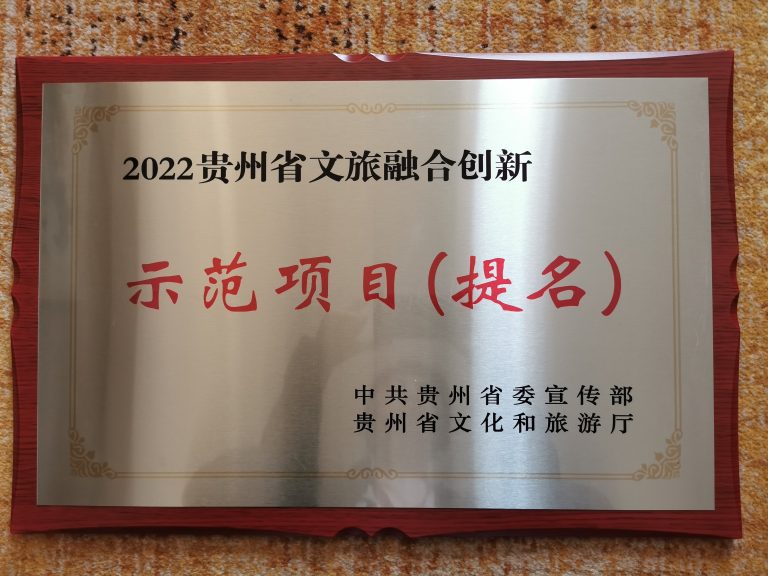 2022贵州省文旅融合创新
示范项目(提名)
中共贵州省委宣传部
贵州省文化和旅游厅